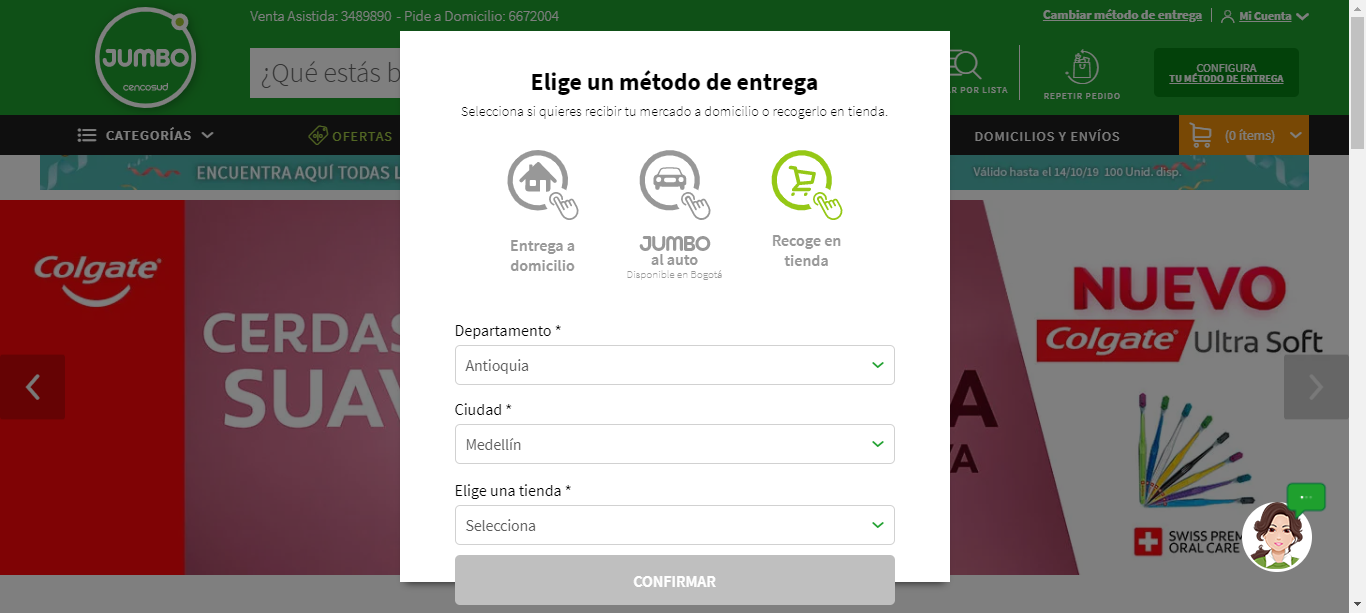 Venta Asistida: 3489890 - Pide a Domicilio: 6672004
Cambiar método de entrega
Mi Cuenta
JUMBO
cencosud
¿Qué estás b
R POR LISTA
REPETIR PEDIDO
CONFIGURA
TU MÉTODO DE ENTREGA
CATEGORÍAS
OFERTAS
DOMICILIOS Y ENVÍOS
(0 ítems)
ENCUENTRA AQUÍ TODAS L
Válido hasta el 14/10/19 100 Unid. disp.
Elige un método de entrega
Selecciona si quieres recibir tu mercado a domicilio o recogerlo en tienda.
Entrega a
domicilio
JUMBO
al auto
Disponible en Bogotá
Recoge en
tienda
Departamento *
Antioquia
Ciudad *
Medellín
Elige una tienda *
Selecciona
CONFIRMAR
Colgate
CERDAS
SUAV
A
VA
NUEVO
Colgate Ultra Soft
SWISS PREM
ORAL CARE